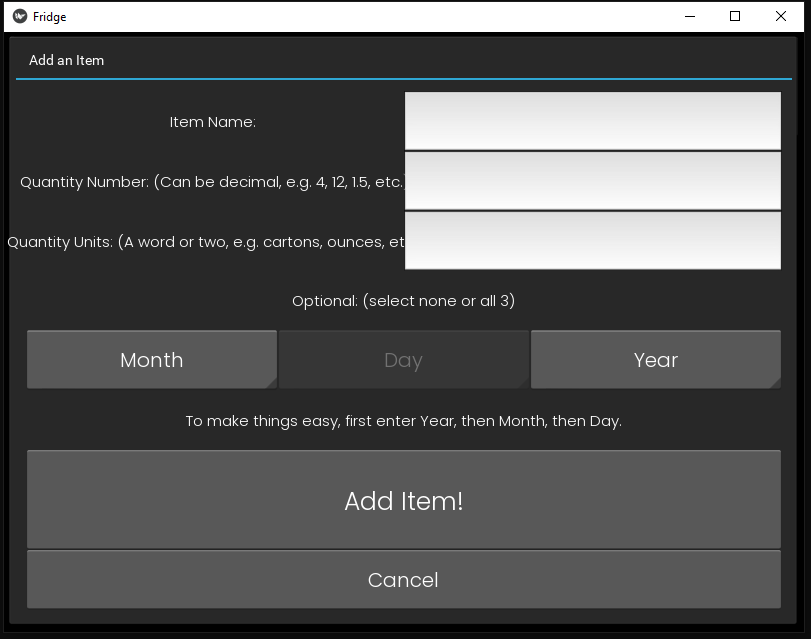 Fridge
Add an Item
Item Name:
Quantity Number: (Can be decimal, e.g. 4, 12, 1.5, etc.
Quantity Units: (A word or two, e.g. cartons, ounces, et
Optional: (select none or all 3)
Month Day Year
To make things easy, first enter Year, then Month, then Day.
Add Item!
Cancel